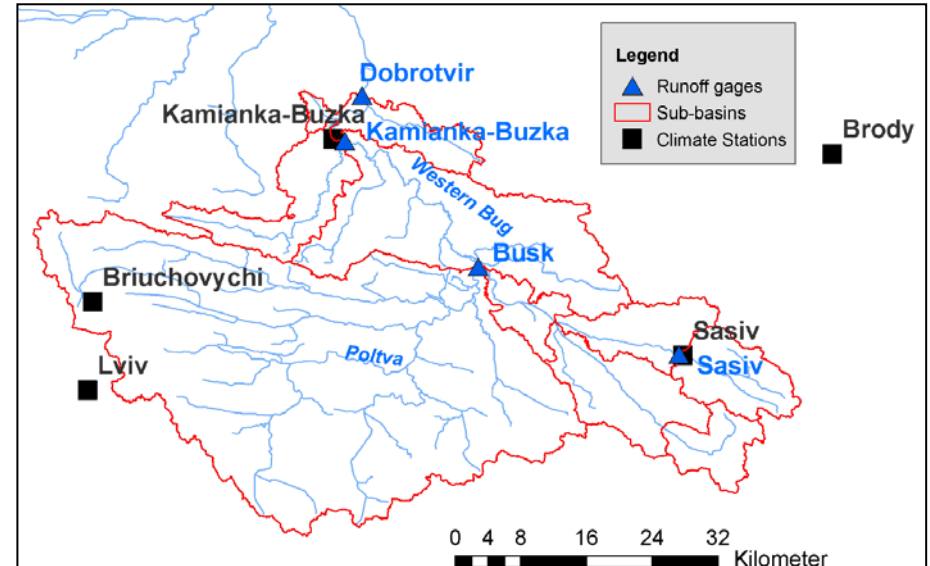 Legend
Runoff gages
Sub-basins
Climate Stations
Dobrotvir
Kamianka-Buzka
Kamianka-Buzka
Brody
Western Bug
Busk
Briuchovychi
Sasiv
Sasiv
Poltva
Lviv
0 4 8 16 24 32
Kilometer